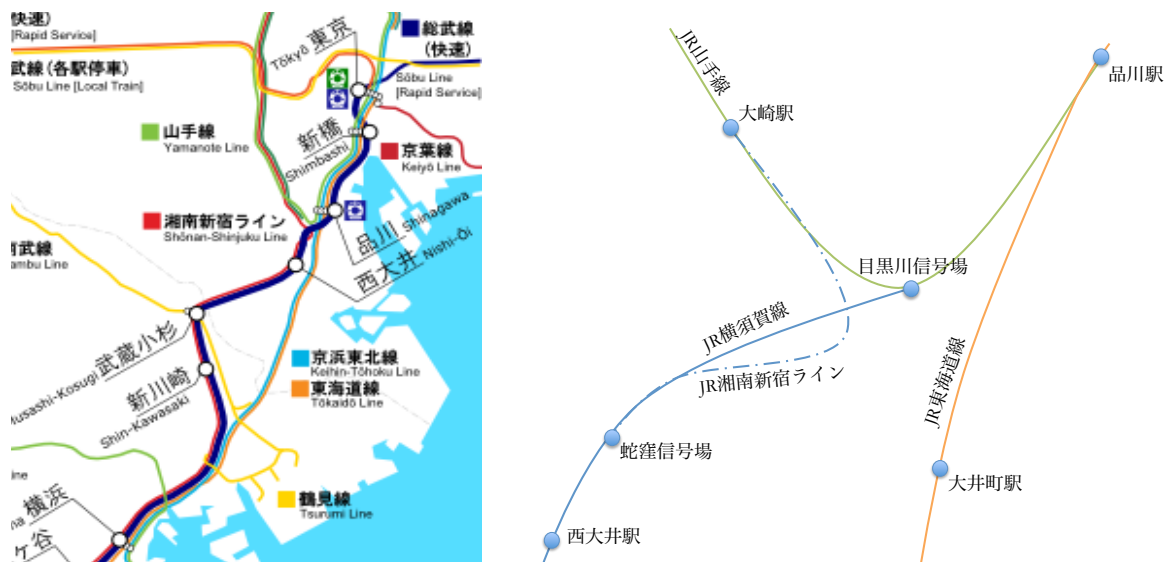 快速)
[Rapid Service]
武線(各駅停車)
Sōbu Line [Local Train]
東京
Tōkyō
総武線
(快速)
Sōbu Line
[Rapid Service]
山手線
Yamanote Line
新橋
Shimbashi
京葉線
Keiyō Line
湘南新宿ライン
Shōnan-Shinjuku Line
品川 Shinagawa
西大井 Nishi-Ōi
南武線
ambu Line
武蔵小杉
Musashi-Kosugi
新川崎
Shin-Kawasaki
京浜東北線
Keihin-Tōhoku Line
東海道線
Tōkaidō Line
ine
横浜
ヶ谷
鶴見線
Tsurumi Line
JR山手線
大崎駅
品川駅
目黒川信号場
JR横須賀線
JR湘南新宿ライン
JR東海道線
蛇窪信号場
大井町駅
西大井駅